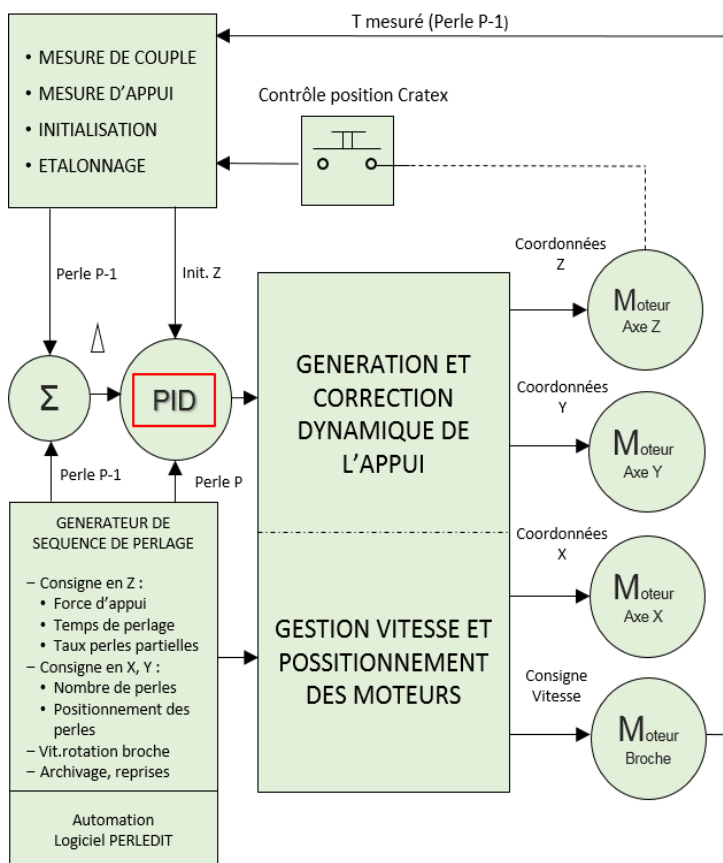 T mesuré (Perle P-1)
• MESURE DE COUPLE
• MESURE D'APPUI
• INITIALISATION
• ETALONNAGE
Contrôle position Cratex
Perle P-1
Init. Z
Coordonnées
Z
Moteur
Axe Z
Σ
PID
GENERATION ET
CORRECTION
DYNAMIQUE DE
L'APPUI
Coordonnées
Y
Moteur
Axe Y
Perle P-1
Perle P
GENERATEUR DE
SEQUENCE DE PERLAGE
– Consigne en Z :
• Force d'appui
• Temps de perlage
• Taux perles partielles
– Consigne en X, Y :
• Nombre de perles
• Positionnement des
perles
– Vit.rotation broche
– Archivage, reprises
Automation
Logiciel PERLEDIT
GESTION VITESSE ET
POSSITIONNEMENT
DES MOTEURS
Coordonnées
X
Moteur
Axe X
Consigne
Vitesse
Moteur
Broche